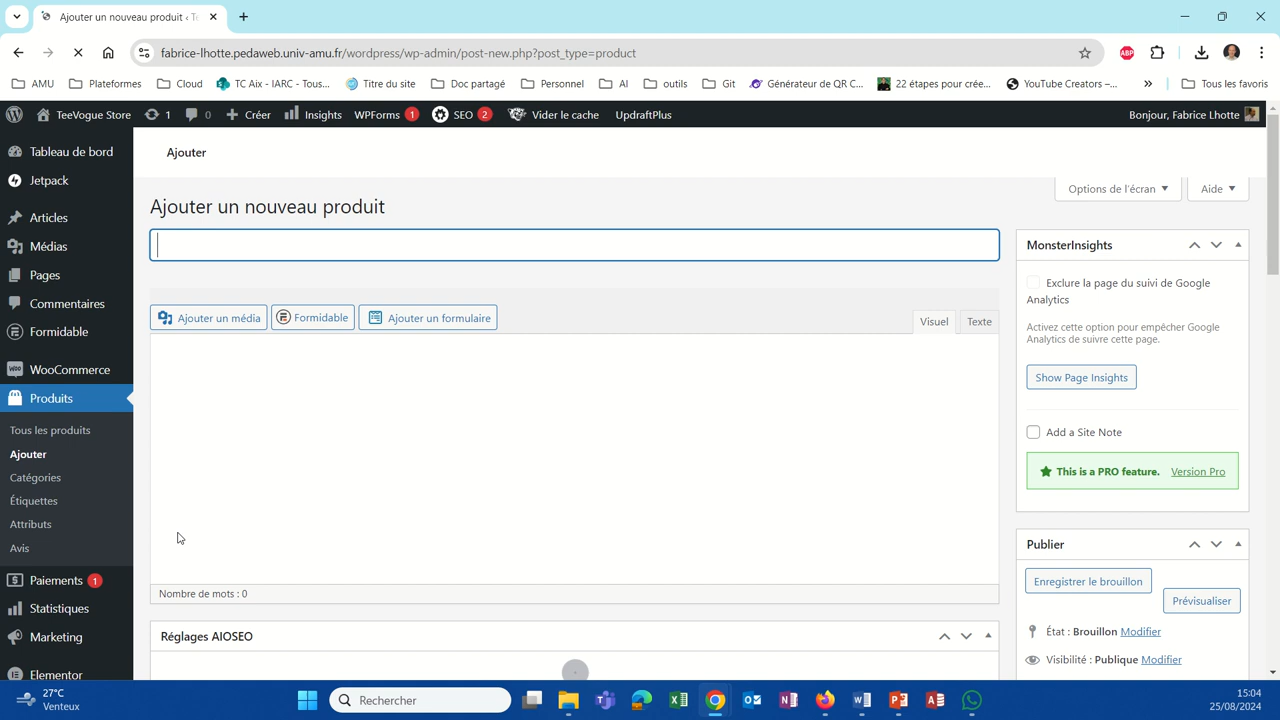 Ajouter un nouveau produit ‹ Te
fabrice-lhotte.pedaweb.univ-amu.fr/wordpress/wp-admin/post-new.php?post_type=product
ABP
AMU
Plateformes
Cloud
TC Aix - IARC - Tous...
Titre du site
Doc partagé
Personnel
AI
outils
Git
Générateur de QR C...
22 étapes pour crée...
YouTube Creators –...
»
Tous les favoris
TeeVogue Store
1
0
Créer
Insights
WPForms 1
SEO 2
Vider le cache
UpdraftPlus
Bonjour, Fabrice Lhotte
Tableau de bord
Jetpack
Articles
Médias
Pages
Commentaires
Formidable
WooCommerce
Produits
Tous les produits
Ajouter
Catégories
Étiquettes
Attributs
Avis
Paiements 1
Statistiques
Marketing
Elementor
Ajouter
Options de l'écran
Aide
Ajouter un nouveau produit
Ajouter un média
Formidable
Ajouter un formulaire
Visuel
Texte
Nombre de mots : 0
Réglages AIOSEO
MonsterInsights
Exclure la page du suivi de Google
Analytics
Activez cette option pour empêcher Google
Analytics de suivre cette page.
Show Page Insights
Add a Site Note
This is a PRO feature. Version Pro
Publier
Enregistrer le brouillon
Prévisualiser
État : Brouillon Modifier
Visibilité : Publique Modifier
27°C
Venteux
Rechercher
15:04
25/08/2024